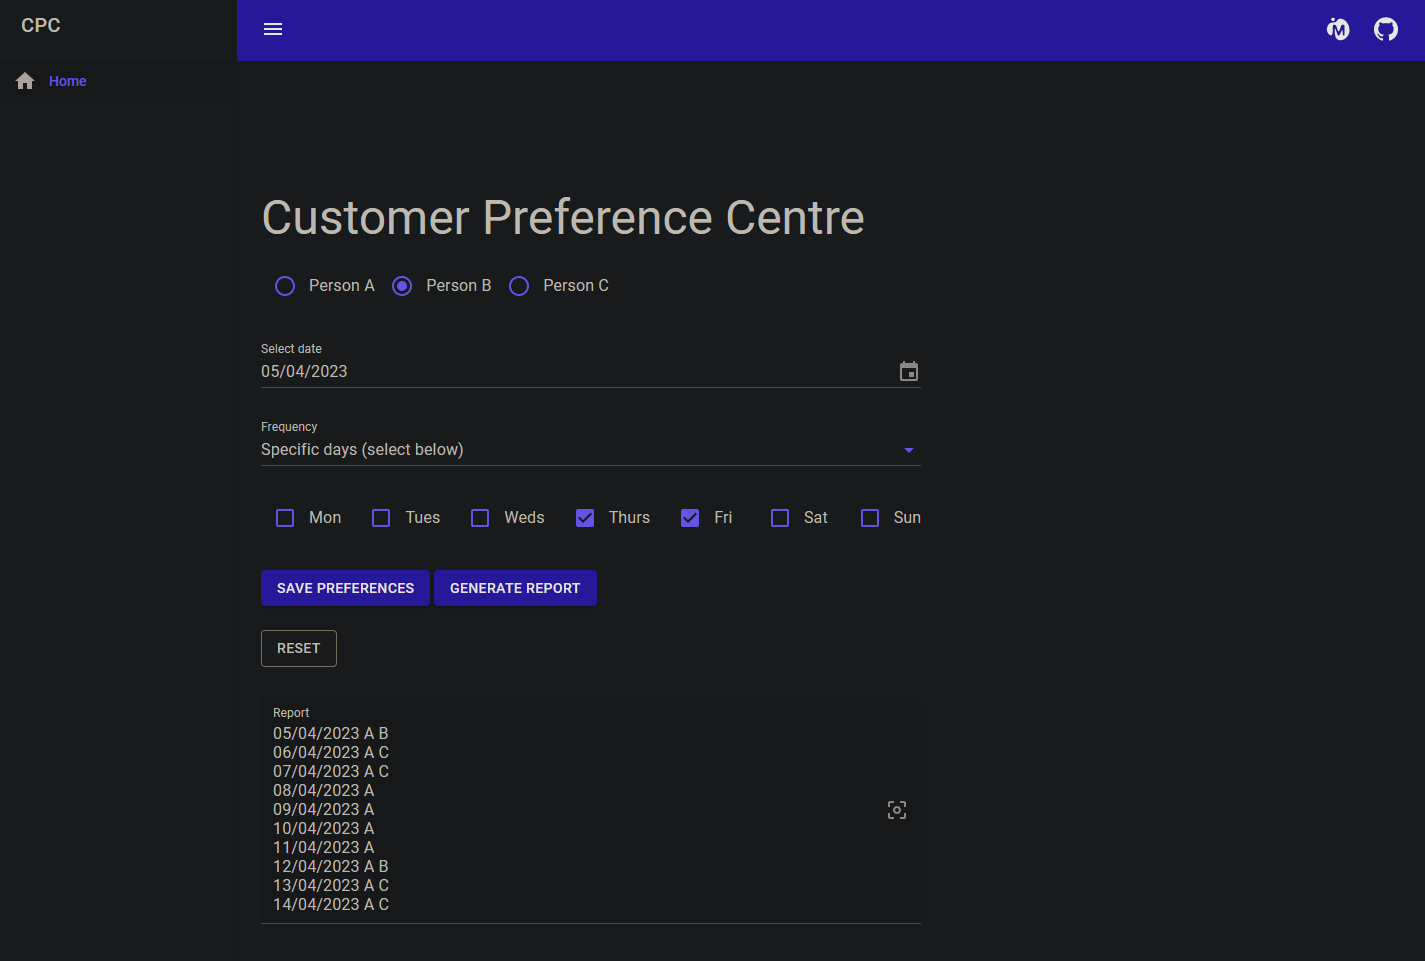 CPC
Home
Customer Preference Centre
Person A Person B Person C
Select date
05/04/2023
Frequency
Specific days (select below)
Mon Tues Weds Thurs Fri Sat Sun
SAVE PREFERENCES GENERATE REPORT
RESET
Report
05/04/2023 A B
06/04/2023 A C
07/04/2023 A C
08/04/2023 A
09/04/2023 A
10/04/2023 A
11/04/2023 A
12/04/2023 A B
13/04/2023 A C
14/04/2023 A C